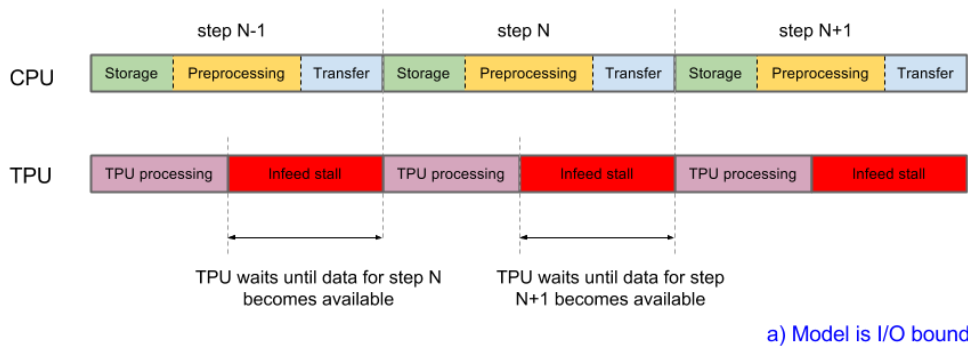 step N-1 step N step N+1
CPU Storage Preprocessing Transfer Storage Preprocessing Transfer Storage Preprocessing Transfer
TPU TPU processing Infeed stall TPU processing Infeed stall TPU processing Infeed stall
TPU waits until data for step N
becomes available
TPU waits until data for step
N+1 becomes available
a) Model is I/O bound